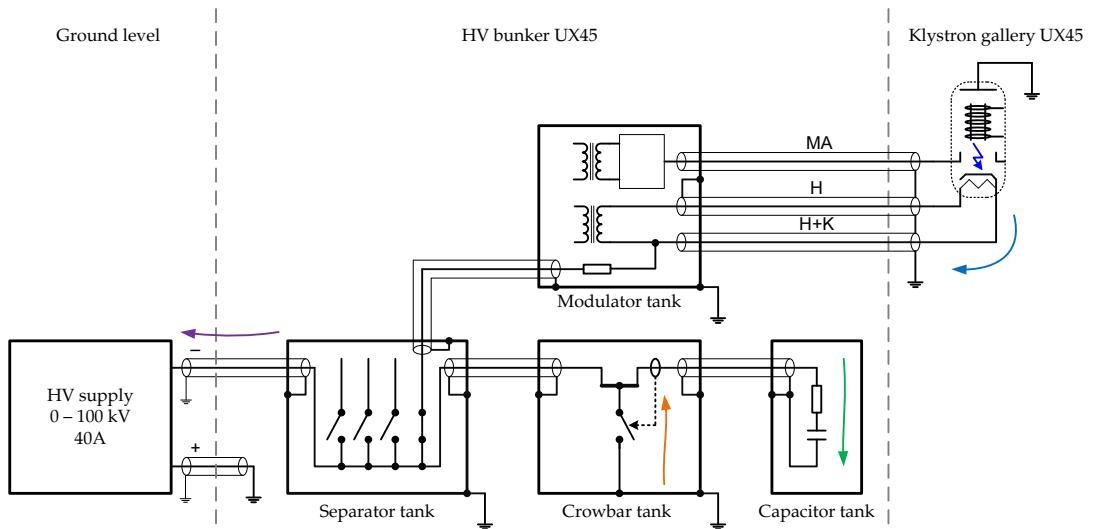 Ground level
HV bunker UX45
Klystron gallery UX45
MA
H
H+K
Modulator tank
–
HV supply
0 – 100 kV
40A
+
Separator tank
Crowbar tank
Capacitor tank